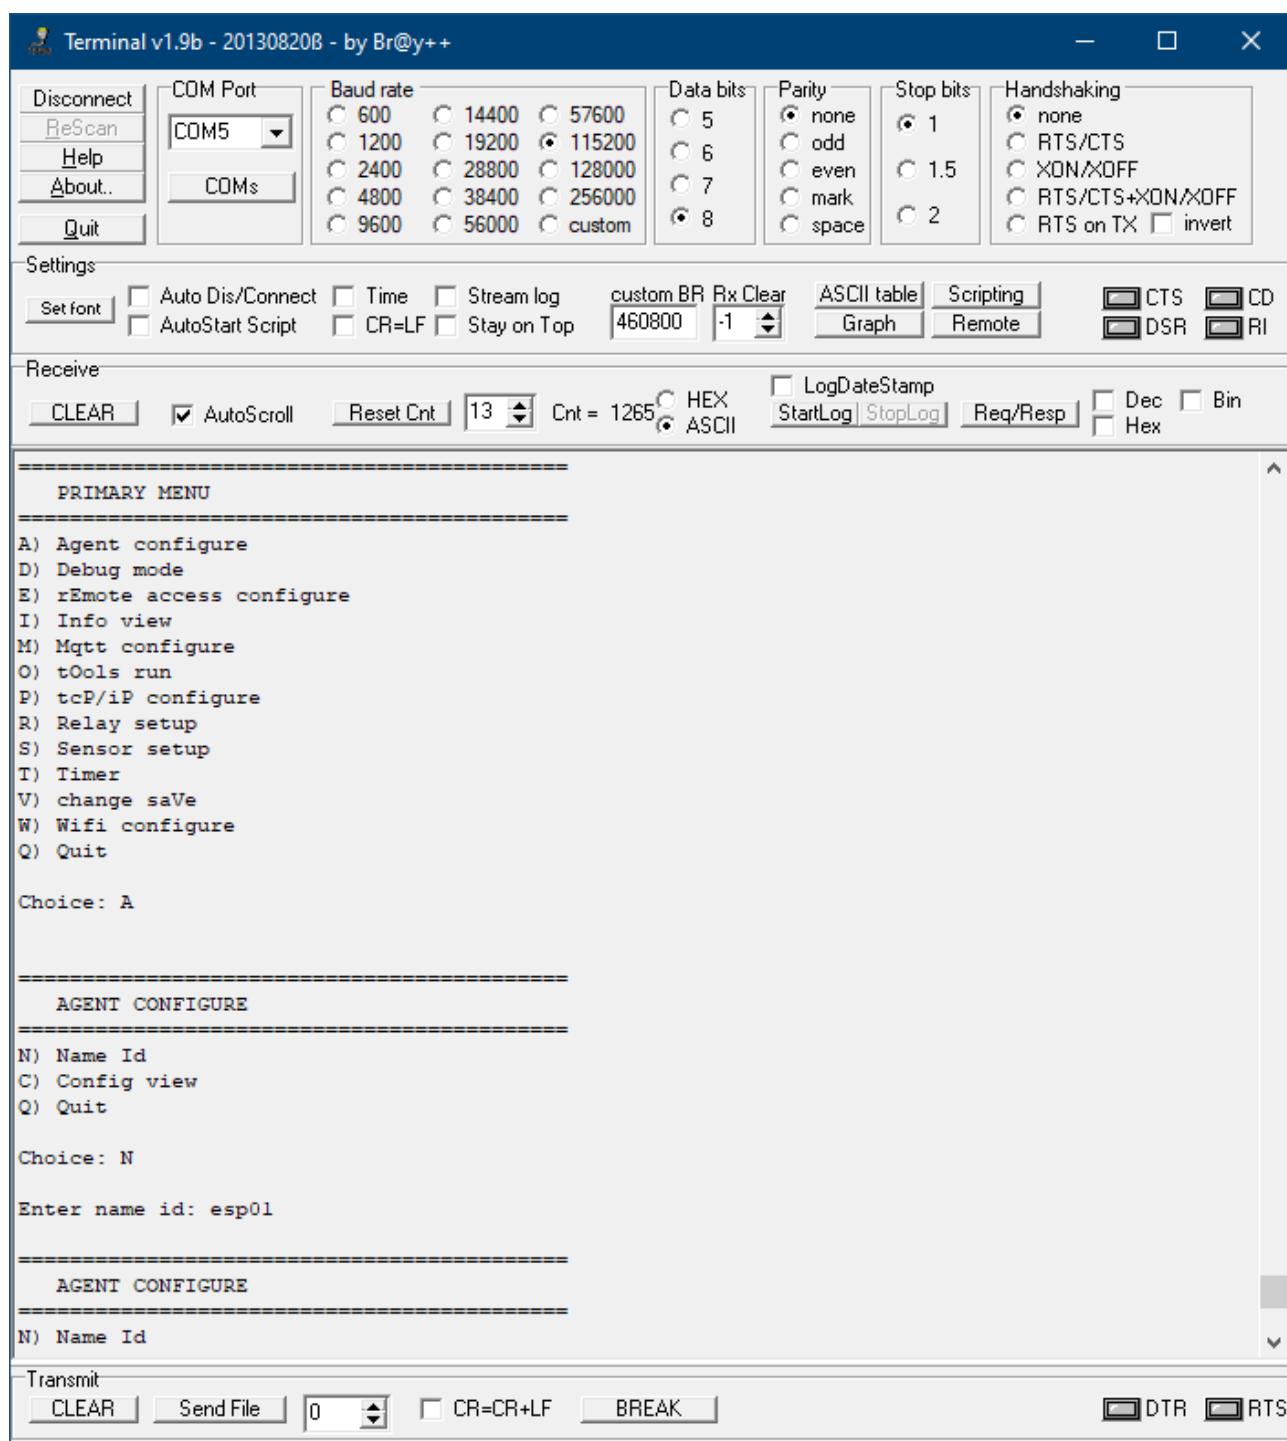 Terminal v1.9b - 20130820ß - by Br@y++
Disconnect
ReScan
Help
About..
Quit
COM Port
COM5
COMs
Baud rate
600 14400 57600
1200 19200 115200
2400 28800 128000
4800 38400 256000
9600 56000 custom
Data bits
5
6
7
8
Parity
none
odd
even
mark
space
Stop bits
1
1.5
2
Handshaking
none
RTS/CTS
XON/XOFF
RTS/CTS+XON/XOFF
RTS on TX invert
Settings
Set font
Auto Dis/Connect Time Stream log
AutoStart Script CR=LF Stay on Top
custom BR Rx Clear
460800 -1
ASCII table Scripting
Graph Remote
CTS CD
DSR RI
Receive
CLEAR AutoScroll Reset Cnt 13 Cnt = 1265
HEX
ASCII
LogDateStamp
StartLog StopLog Req/Resp
Dec Bin
Hex
===========================================
PRIMARY MENU
===========================================
A) Agent configure
D) Debug mode
E) rEmote access configure
I) Info view
M) Mqtt configure
O) tOols run
P) tcP/iP configure
R) Relay setup
S) Sensor setup
T) Timer
V) change saVe
W) Wifi configure
Q) Quit
Choice: A
===========================================
AGENT CONFIGURE
===========================================
N) Name Id
C) Config view
Q) Quit
Choice: N
Enter name id: esp01
===========================================
AGENT CONFIGURE
===========================================
N) Name Id
Transmit
CLEAR Send File 0 CR=CR+LF BREAK DTR RTS